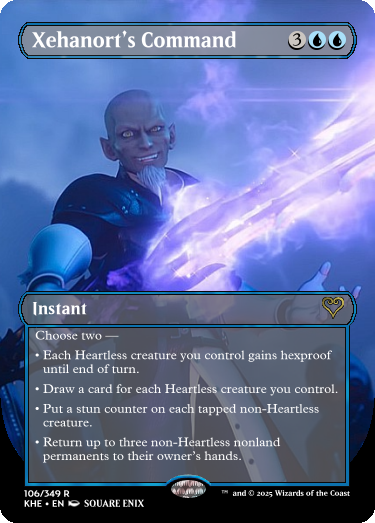 Xehanort's Command 3
Instant
Choose two —
• Each Heartless creature you control gains hexproof
until end of turn.
• Draw a card for each Heartless creature you control.
• Put a stun counter on each tapped non-Heartless
creature.
• Return up to three non-Heartless nonland
permanents to their owner's hands.
106/349 R
KHE • EN SQUARE ENIX
™ and © 2025 Wizards of the Coast